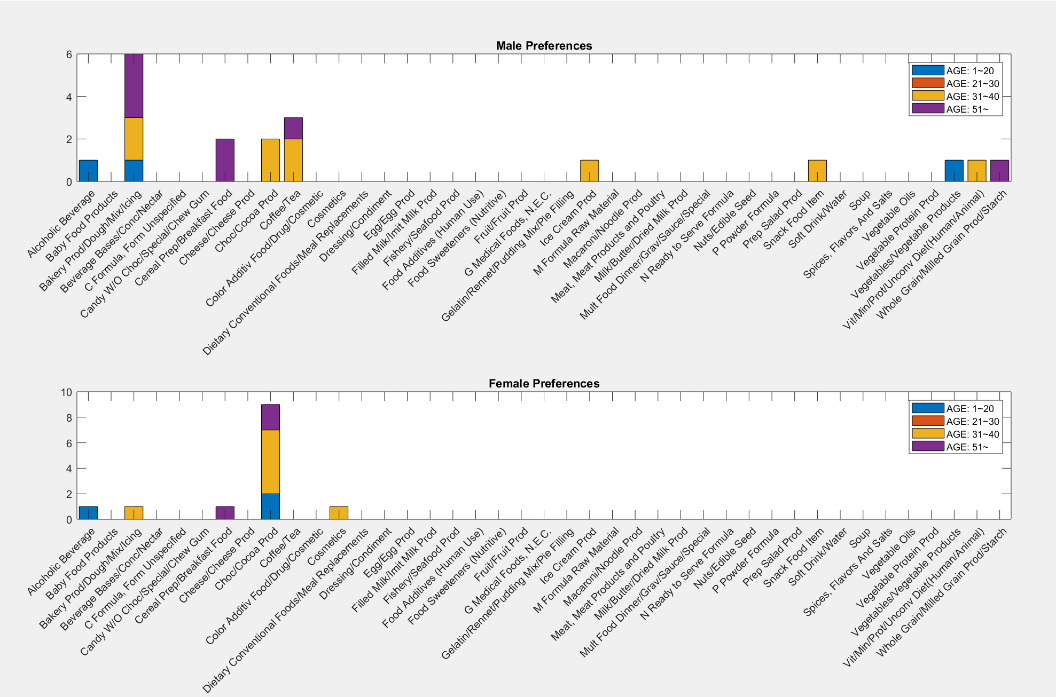 Male Preferences
6
4
2
0
AGE: 1~20
AGE: 21~30
AGE: 31~40
AGE: 51~
Alcoholic Beverage
Baby Food Products
Bakery Prod/Dough/Mix/Icing
Beverage Bases/Conc/Nectar
C Formula, Form Unspecified
Candy W/O Choc/Special/Chew Gum
Cereal Prep/Breakfast Food
Cheese/Cheese Prod
Choc/Cocoa Prod
Coffee/Tea
Color Additiv Food/Drug/Cosmetic
Cosmetics
Dietary Conventional Foods/Meal Replacements
Dressing/Condiment
Egg/Egg Prod
Filled Milk/Imt Milk Prod
Fishery/Seafood Prod
Food Additives (Human Use)
Food Sweeteners (Nutritive)
Fruit/Fruit Prod
G Medical Foods, N.E.C.
Gelatin/Rennet/Pudding Mix/Pie Filling
Ice Cream Prod
M Formula Raw Material
Macaroni/Noodle Prod
Meat, Meat Products and Poultry
Milk/Butter/Dried Milk Prod
Mult Food Dinner/Grav/Sauce/Special
N Ready to Serve Formula
Nuts/Edible Seed
P Powder Formula
Prep Salad Prod
Snack Food Item
Soft Drink/Water
Soup
Spices, Flavors And Salts
Vegetable Oils
Vegetable Protein Prod
Vegetables/Vegetable Products
Vit/Min/Prot/Unconv Diet(Human/Animal)
Whole Grain/Milled Grain Prod/Starch
Female Preferences
10
8
6
4
2
0
AGE: 1~20
AGE: 21~30
AGE: 31~40
AGE: 51~
Alcoholic Beverage
Baby Food Products
Bakery Prod/Dough/Mix/Icing
Beverage Bases/Conc/Nectar
C Formula, Form Unspecified
Candy W/O Choc/Special/Chew Gum
Cereal Prep/Breakfast Food
Cheese/Cheese Prod
Choc/Cocoa Prod
Coffee/Tea
Color Additiv Food/Drug/Cosmetic
Cosmetics
Dietary Conventional Foods/Meal Replacements
Dressing/Condiment
Egg/Egg Prod
Filled Milk/Imt Milk Prod
Fishery/Seafood Prod
Food Additives (Human Use)
Food Sweeteners (Nutritive)
Fruit/Fruit Prod
G Medical Foods, N.E.C.
Gelatin/Rennet/Pudding Mix/Pie Filling
Ice Cream Prod
M Formula Raw Material
Macaroni/Noodle Prod
Meat, Meat Products and Poultry
Milk/Butter/Dried Milk Prod
Mult Food Dinner/Grav/Sauce/Special
N Ready to Serve Formula
Nuts/Edible Seed
P Powder Formula
Prep Salad Prod
Snack Food Item
Soft Drink/Water
Soup
Spices, Flavors And Salts
Vegetable Oils
Vegetable Protein Prod
Vegetables/Vegetable Products
Vit/Min/Prot/Unconv Diet(Human/Animal)
Whole Grain/Milled Grain Prod/Starch